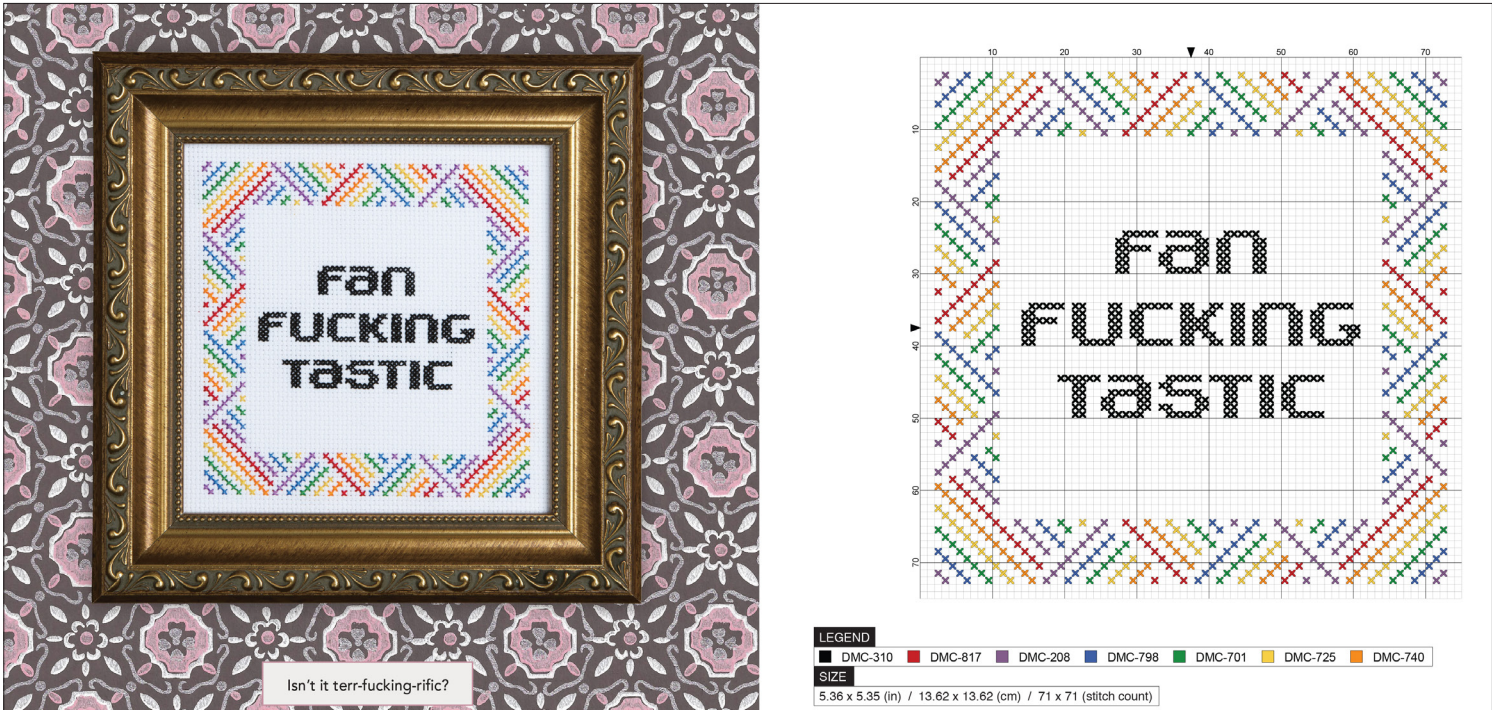 Fan
FUCKING
TaSTIC
Isn't it terr-fucking-rific?
10 20 30 40 50 60 70
10
20
30
40
50
60
70
Fan
FUCKING
TaSTIC
LEGEND
DMC-310 DMC-817 DMC-208 DMC-798 DMC-701 DMC-725 DMC-740
SIZE
5.36 x 5.35 (in) / 13.62 x 13.62 (cm) / 71 x 71 (stitch count)